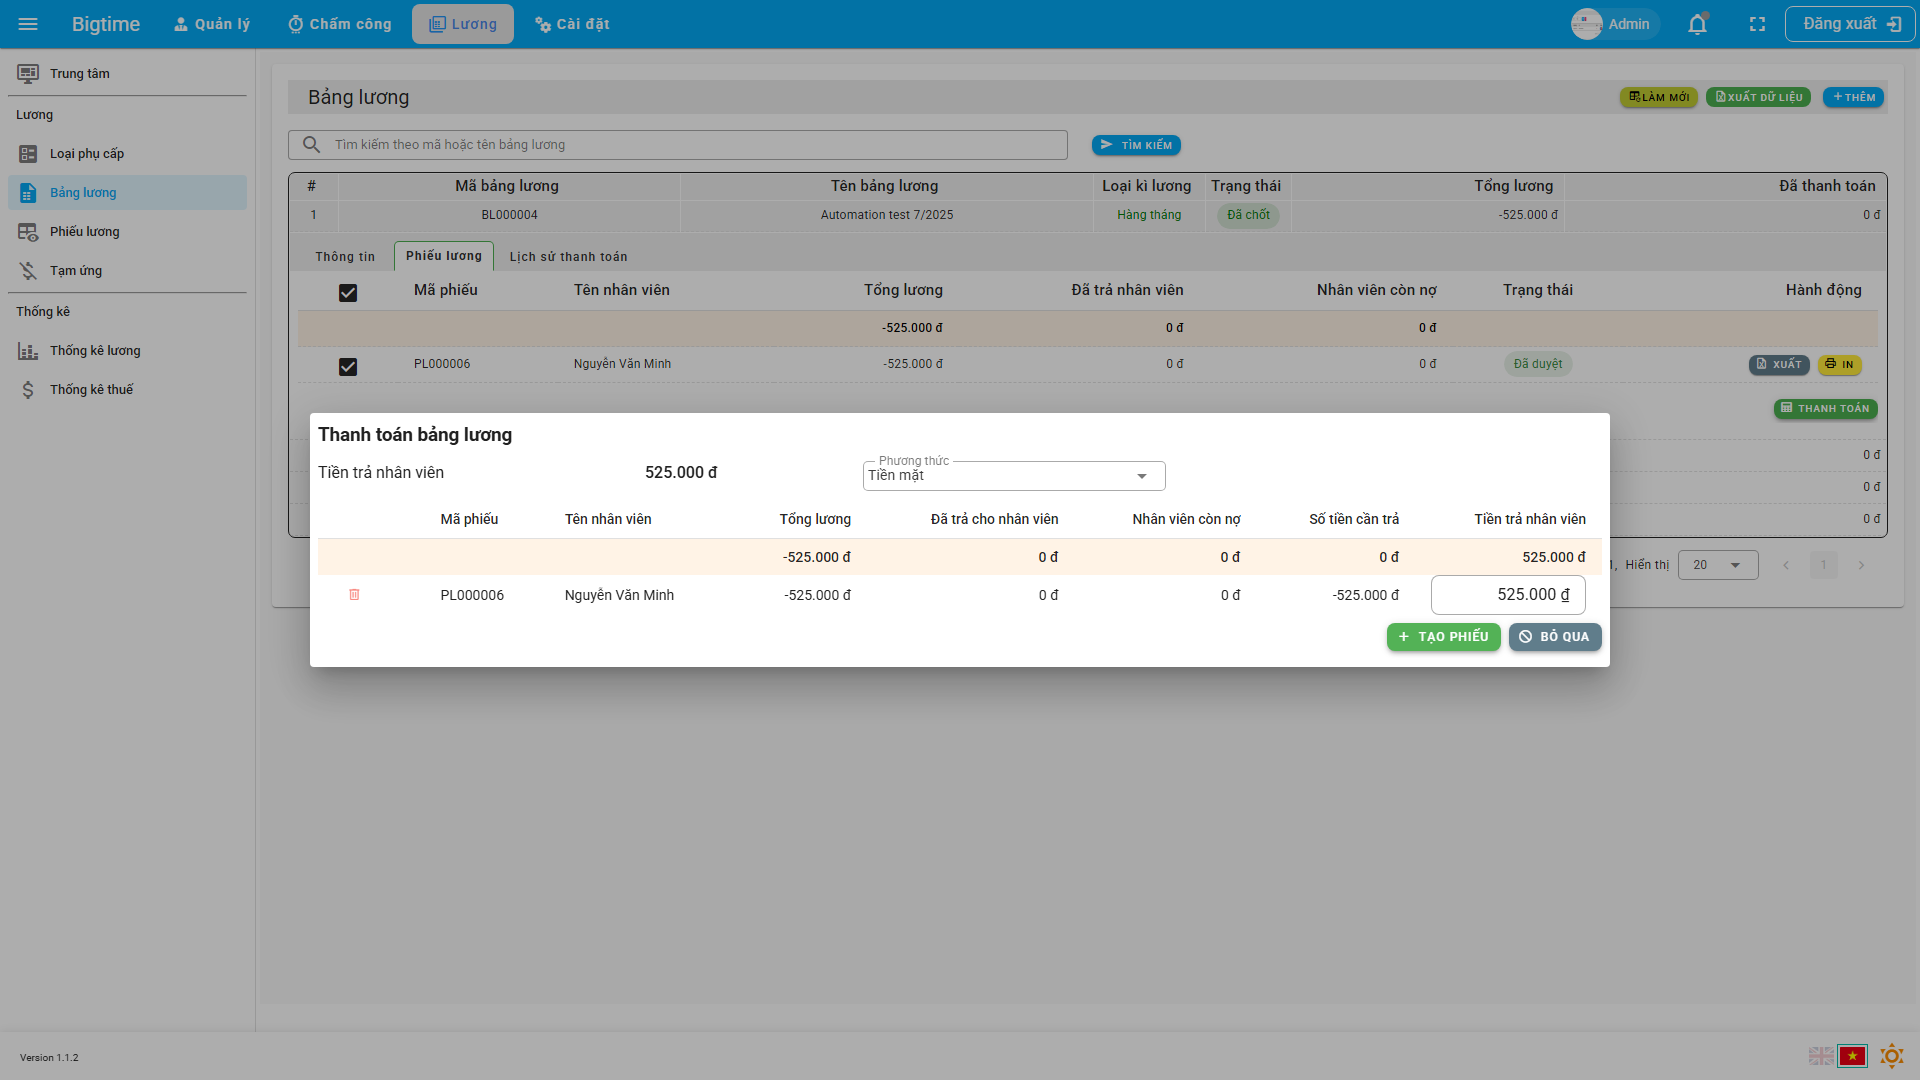 Bigtime
Quản lý
Chấm công
Lương
Cài đặt
Admin
Đăng xuất
Trung tâm
Lương
Loại phụ cấp
Bảng lương
Phiếu lương
Tạm ứng
Thống kê
Thống kê lương
Thống kê thuế
Bảng lương
LÀM MỚI
XUẤT DỮ LIỆU
THÊM
Tìm kiếm theo mã hoặc tên bảng lương
TÌM KIẾM
# Mã bảng lương Tên bảng lương Loại kì lương Trạng thái Tổng lương Đã thanh toán
1 BL000004 Automation test 7/2025 Hàng tháng Đã chốt -525.000 đ 0 đ
Thông tin Phiếu lương Lịch sử thanh toán
Mã phiếu Tên nhân viên Tổng lương Đã trả nhân viên Nhân viên còn nợ Trạng thái Hành động
-525.000 đ 0 đ 0 đ
PL000006 Nguyễn Văn Minh -525.000 đ 0 đ 0 đ Đã duyệt XUẤT IN
THANH TOÁN
Thanh toán bảng lương
Tiền trả nhân viên 525.000 đ
Phương thức
Tiền mặt
Mã phiếu Tên nhân viên Tổng lương Đã trả cho nhân viên Nhân viên còn nợ Số tiền cần trả Tiền trả nhân viên
-525.000 đ 0 đ 0 đ 0 đ 525.000 đ
PL000006 Nguyễn Văn Minh -525.000 đ 0 đ 0 đ -525.000 đ 525.000 ₫
TẠO PHIẾU BỎ QUA
0 đ
0 đ
0 đ
Hiển thị 20 1
Version 1.1.2